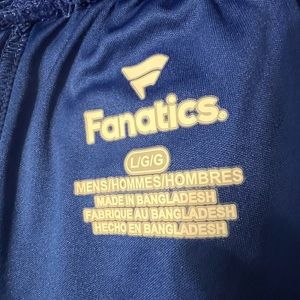 Fanatics.
L/G/G
MENS/HOMMES/HOMBRES
MADE IN BANGLADESH
FABRIQUE AU BANGLADESH
HECHO EN BANGLADESH